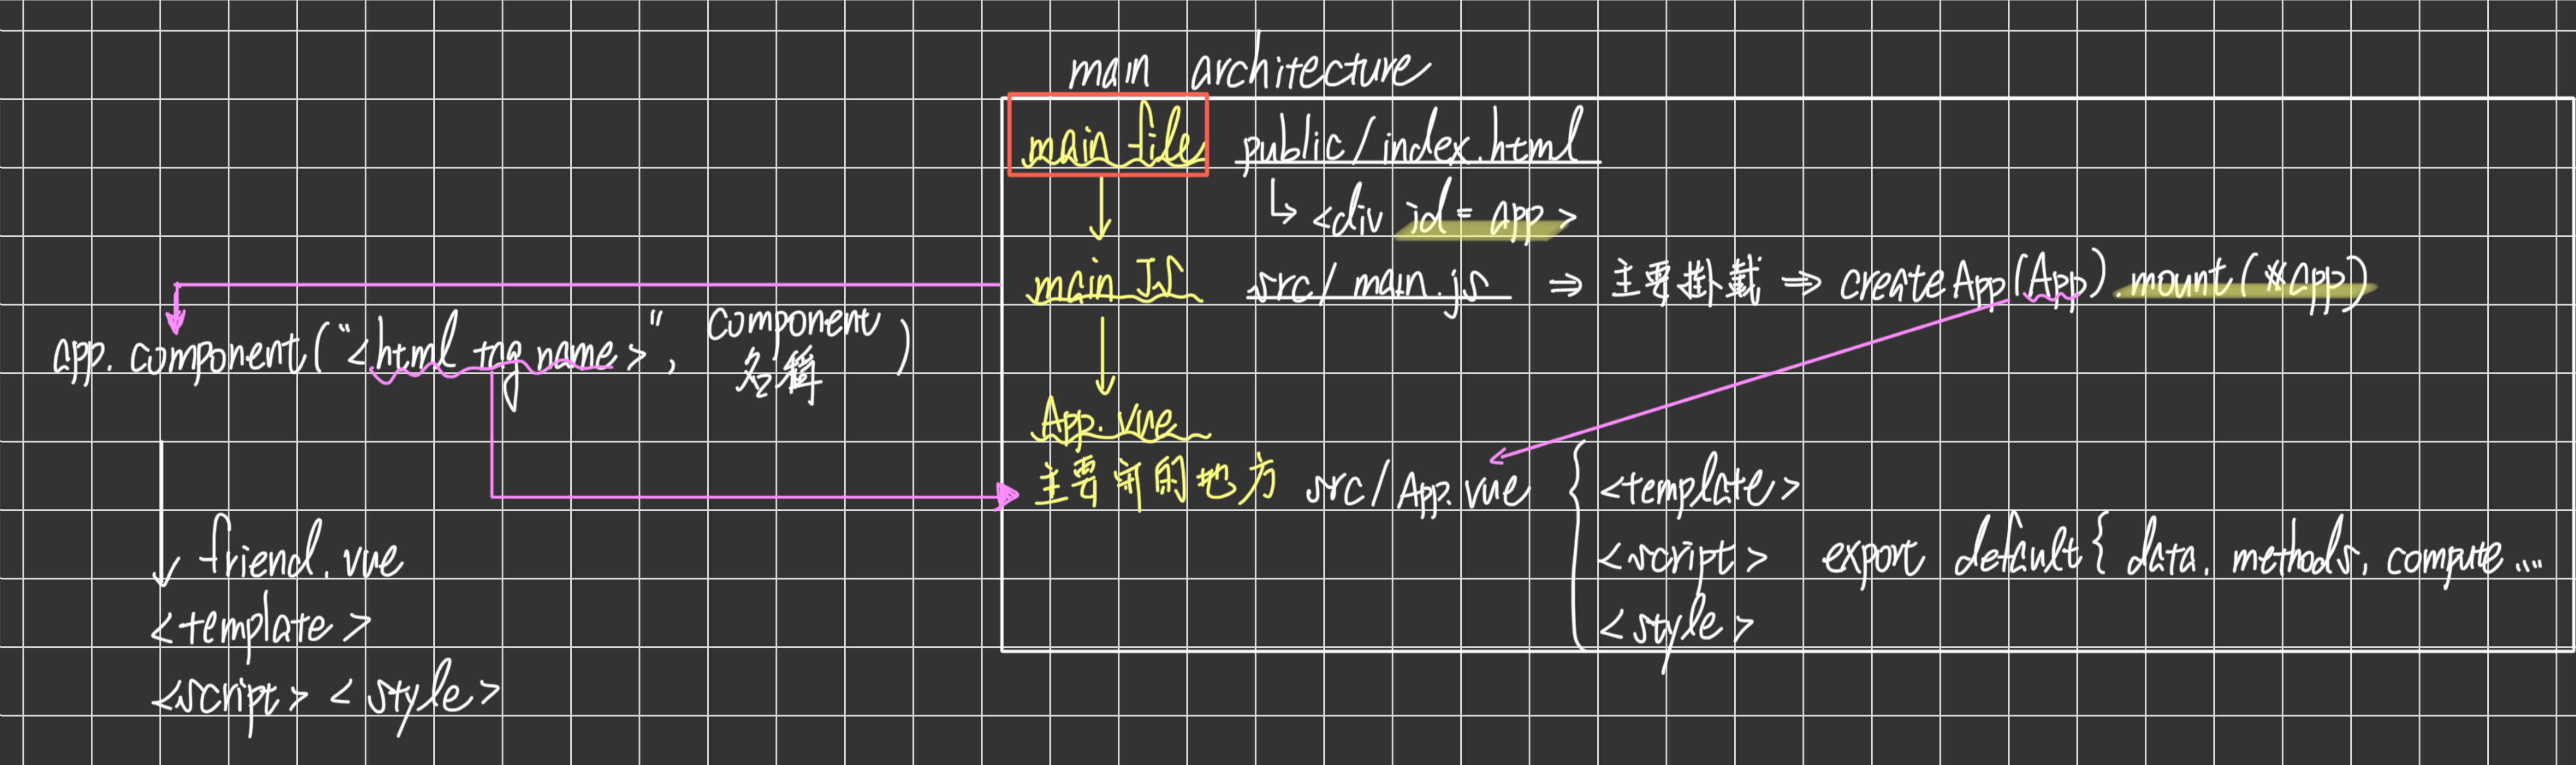 main architecture
main file public/index.html
↳ <div id = app>
main JS src/main.js ⇒ 主要掛載 ⇒ createApp(App).mount(#app)
app.component("<html tag name>", component 名稱)
App.vue
主要用的地方 src/App.vue
<template>
<script> export default { data, methods, compute....
<style>
friend.vue
<template>
<script> <style>